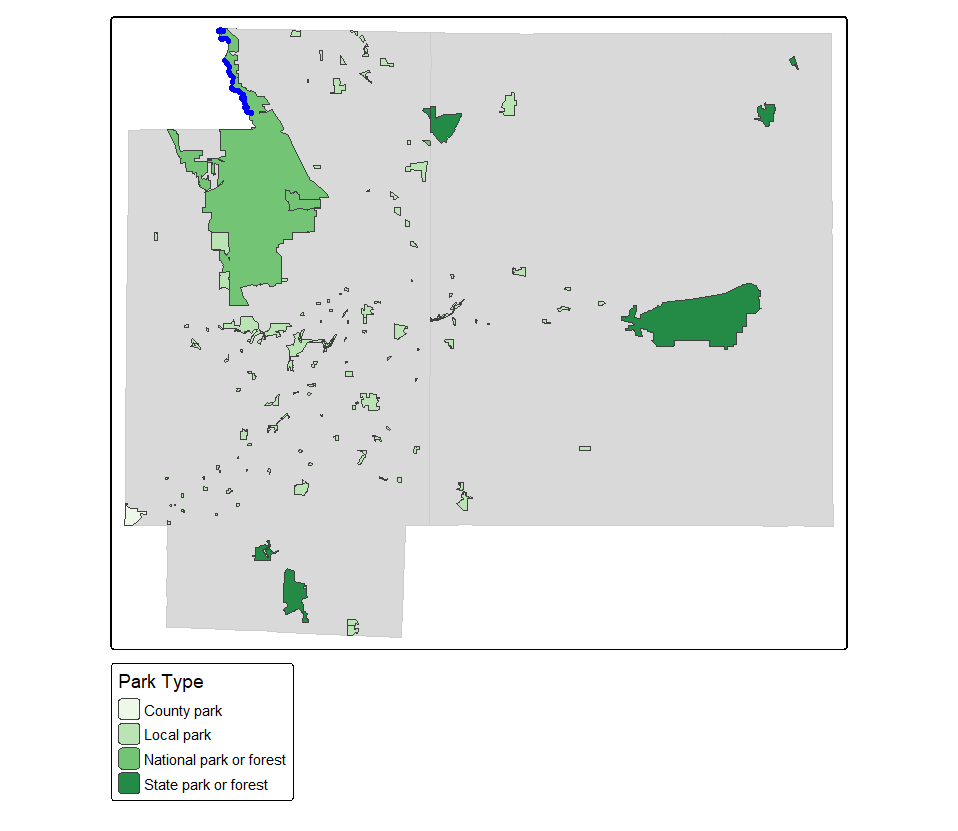 Park Type
County park
Local park
National park or forest
State park or forest